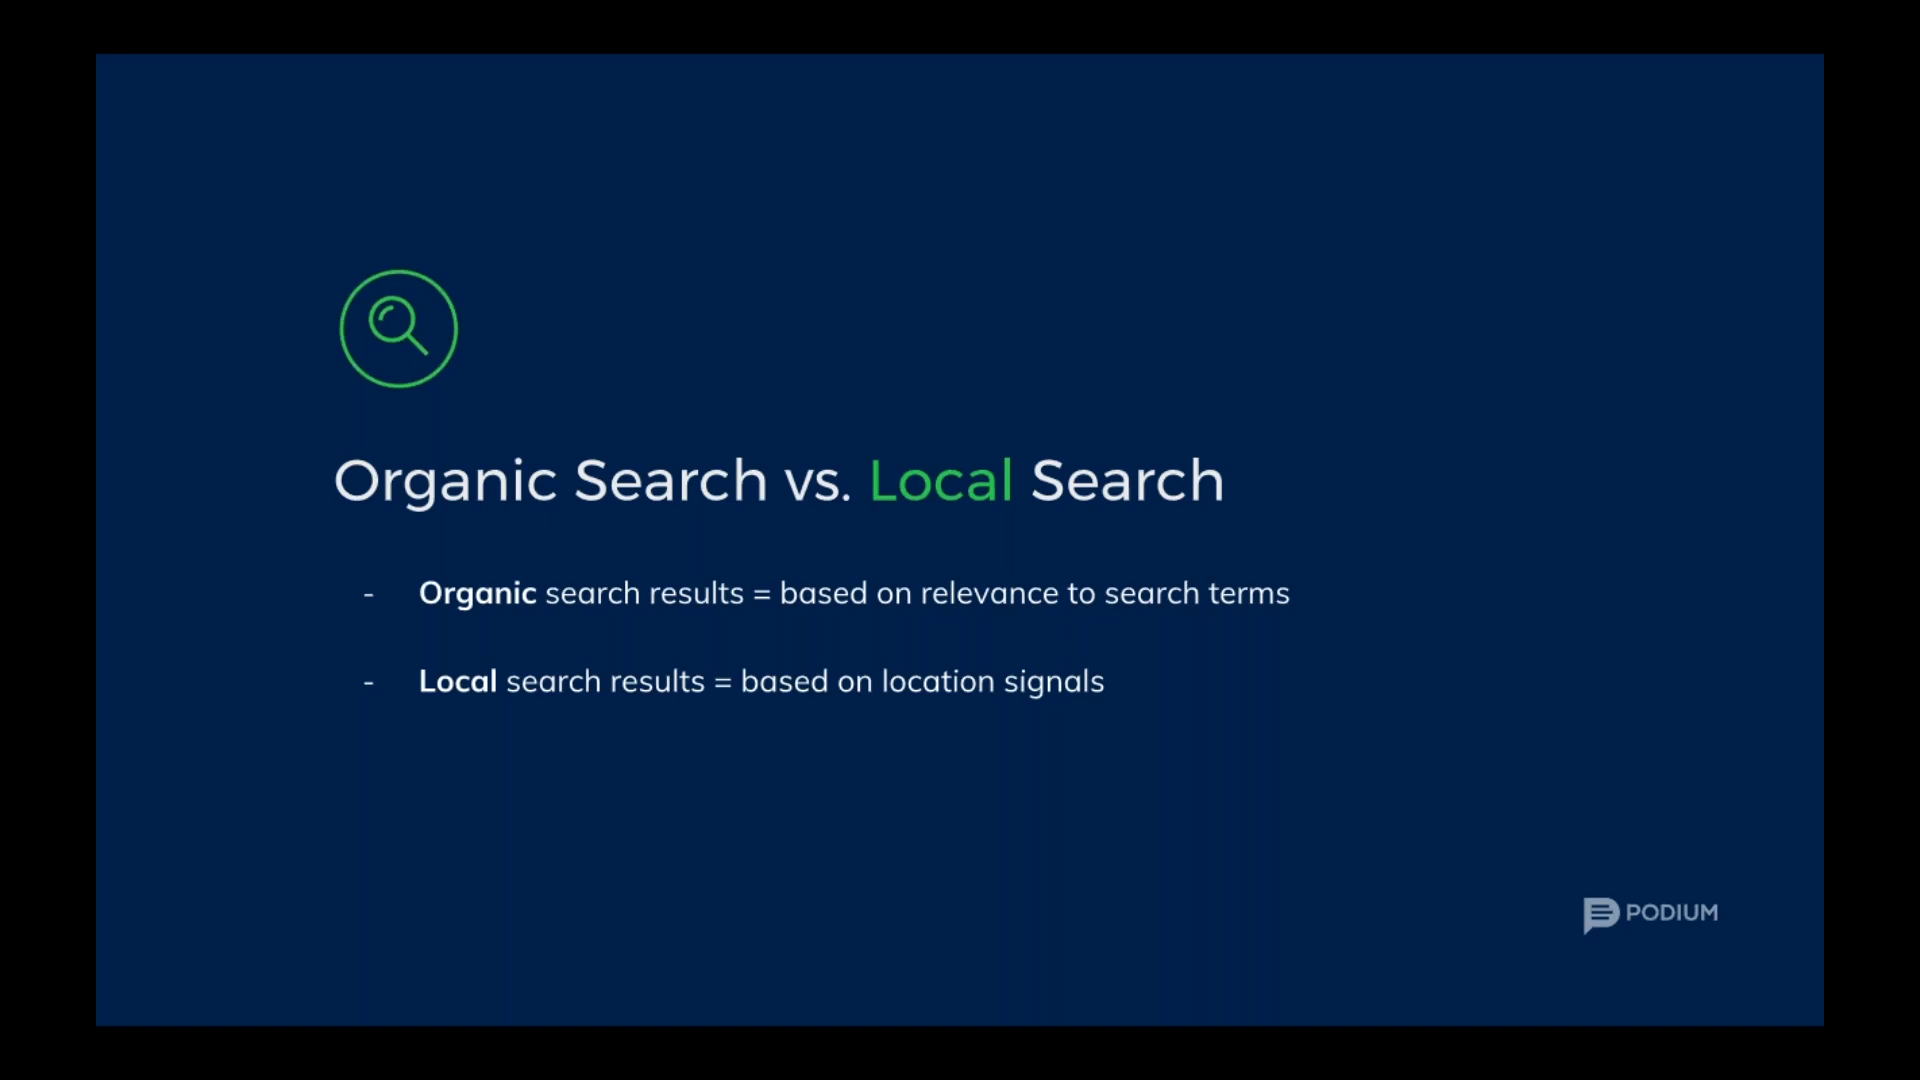 Organic Search vs. Local Search
- Organic search results = based on relevance to search terms
- Local search results = based on location signals
PODIUM